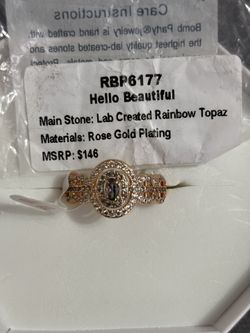 Care Instructions
Bomb Party® jewelry is hand crafted with
the highest quality lab-created stones and
RBP6177
Hello Beautiful
Main Stone: Lab Created Rainbow Topaz
Materials: Rose Gold Plating
MSRP: $146